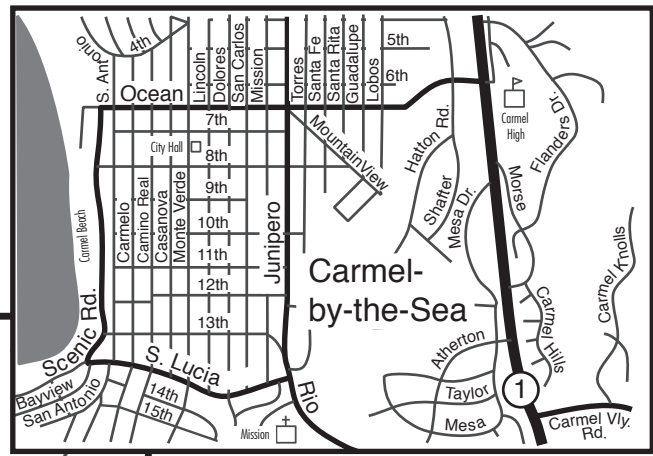 S. Ant
onio
4th
Lincoln
Dolores
San Carlos
Mission
Torres
Santa Fe
Santa Rita
Guadalupe
Lobos
5th
6th
Ocean
7th
City Hall
8th
MountainView
Hatton Rd.
Carmel
High
Flanders Dr.
Morse
Shafter
Mesa Dr.
Carmel Beach
Carmelo
Camino Real
Casanova
Monte Verde
9th
10th
11th
12th
13th
Junipero
Carmel-
by-the-Sea
Carmel Knolls
Carmel Hills
Scenic Rd.
S. Lucia
Rio
Atherton
Taylor
Mesa
1
Bayview
San Antonio
14th
15th
Mission
Carmel Vly.
Rd.